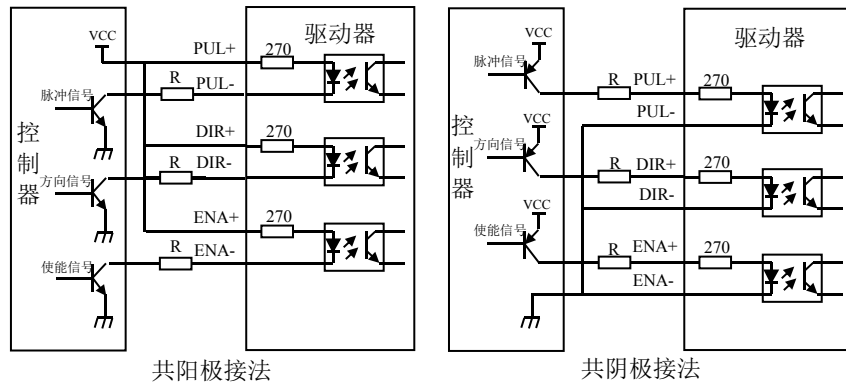 VCC
PUL+
270
驱动器
R
PUL-
脉冲信号
DIR+
270
控制器
R
DIR-
方向信号
ENA+
270
R
ENA-
使能信号
共阳极接法
VCC
驱动器
脉冲信号
R
PUL+
270
PUL-
VCC
控制器
方向信号
R
DIR+
270
DIR-
VCC
使能信号
R
ENA+
270
ENA-
共阴极接法